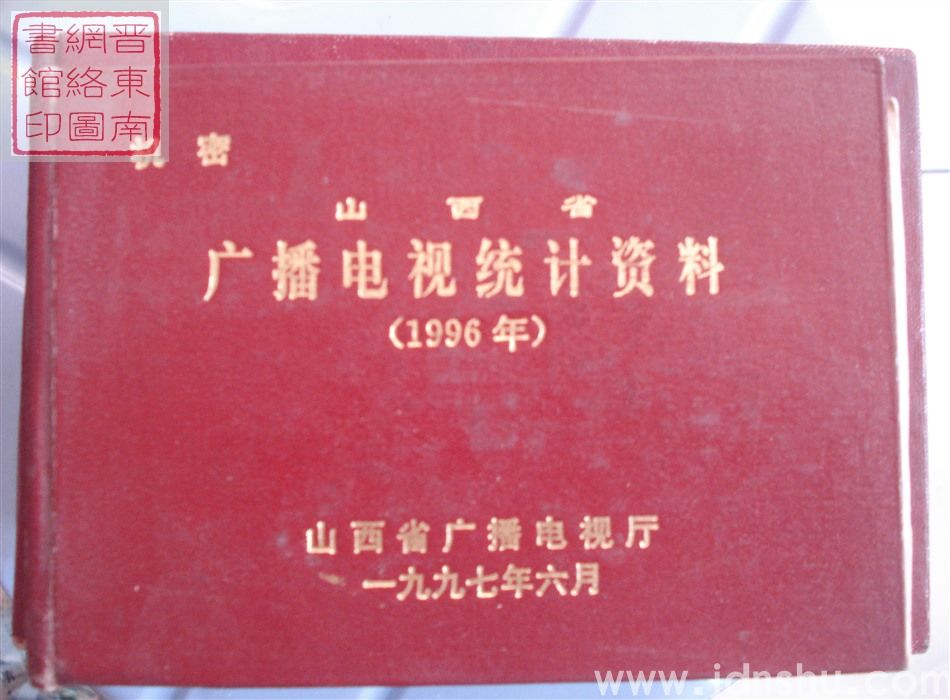 晋東南
網絡圖
書館印
机密
山西省
广播电视统计资料
(1996年)
山西省广播电视厅
一九九七年六月
www.jdnshu.com